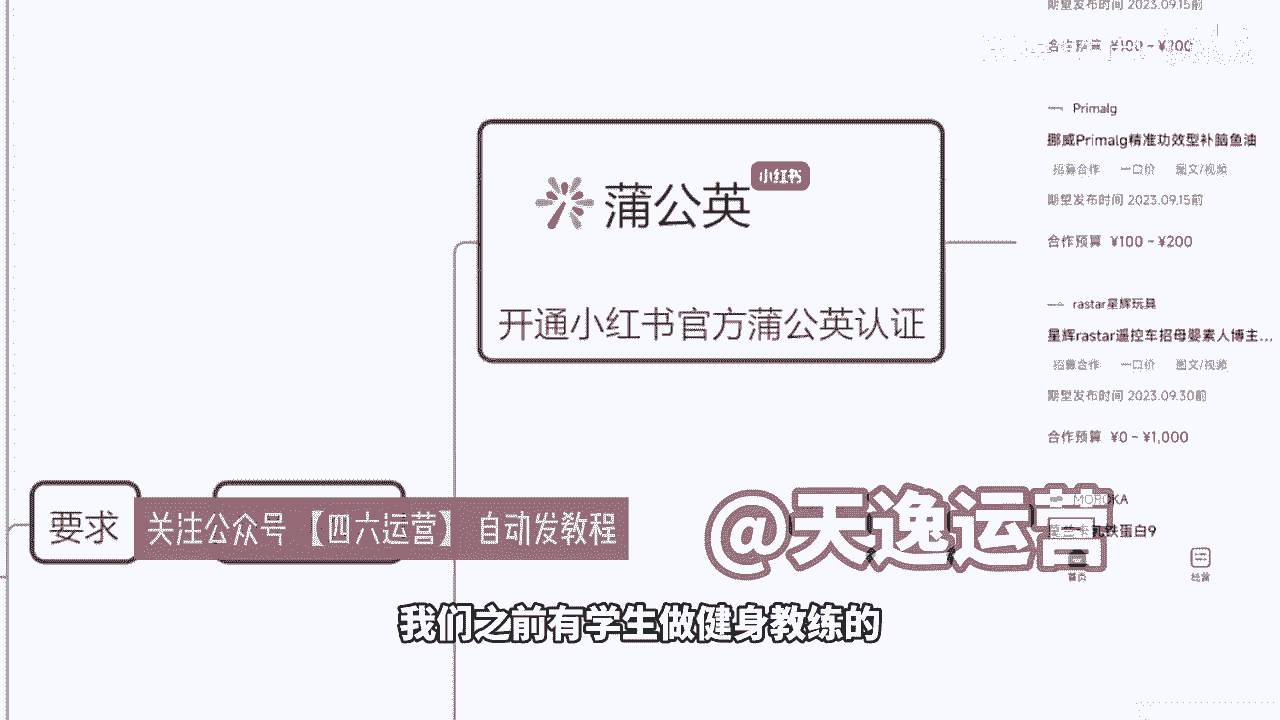 期望发布时间 2023.09.15前
合作预算 ¥100 ~ ¥200
Primalg
挪威Primalg精准功效型补脑鱼油
招募合作 一口价 图文/视频
期望发布时间 2023.09.15前
合作预算 ¥100 ~ ¥200
rastar星辉玩具
星辉rastar遥控车招母婴素人博主...
招募合作 一口价 图文/视频
期望发布时间 2023.09.30前
合作预算 ¥0 ~ ¥1,000
乳铁蛋白9
首页
经营
蒲公英
小红书
开通小红书官方蒲公英认证
要求
关注公众号 【四六运营】 自动发教程
@天逸运营
我们之前有学生做健身教练的